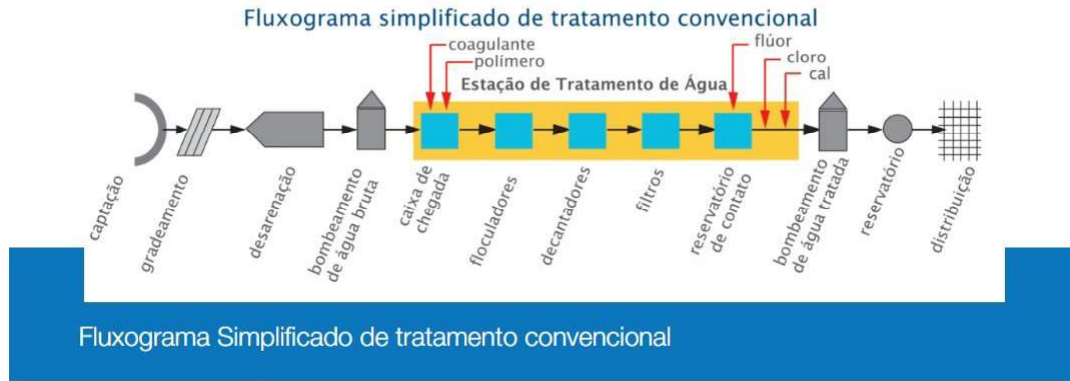 Fluxograma simplificado de tratamento convencional
coagulante
polímero
flúor
cloro
cal
Estação de Tratamento de Água
captação
gradeamento
desarenação
bombeamento
de água bruta
caixa de
chegada
floculadores
decantadores
filtros
reservatório
de contato
bombeamento
de água tratada
reservatório
distribuição
Fluxograma Simplificado de tratamento convencional